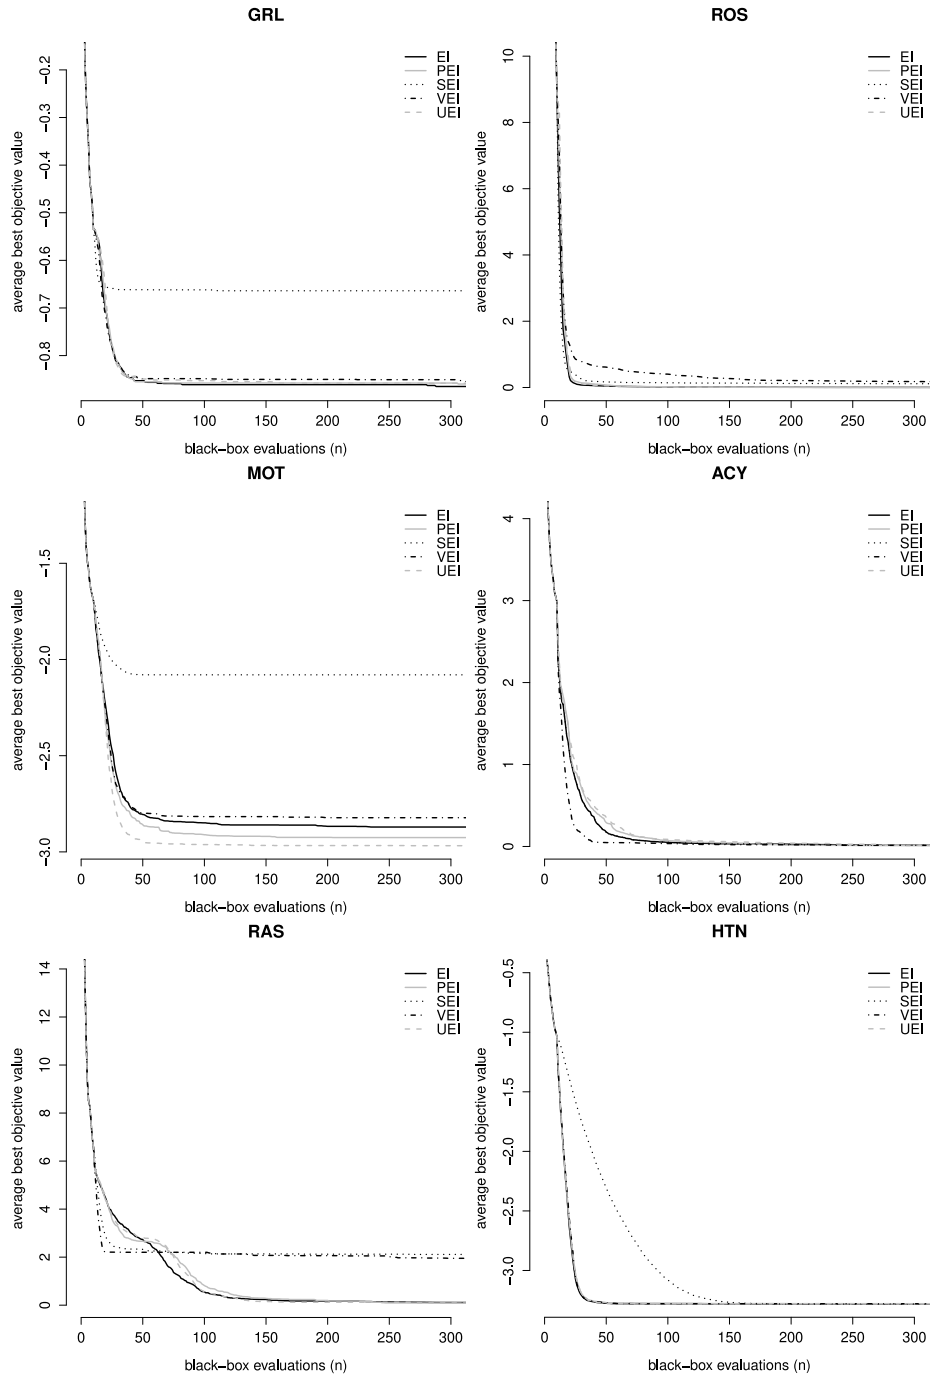 GRL
average best objective value
−0.2
−0.3
−0.4
−0.5
−0.6
−0.7
−0.8
EI
PEI
SEI
VEI
UEI
0 50 100 150 200 250 300
black−box evaluations (n)
ROS
average best objective value
10
8
6
4
2
0
EI
PEI
SEI
VEI
UEI
0 50 100 150 200 250 300
black−box evaluations (n)
MOT
average best objective value
−1.5
−2.0
−2.5
−3.0
EI
PEI
SEI
VEI
UEI
0 50 100 150 200 250 300
black−box evaluations (n)
ACY
average best objective value
4
3
2
1
0
EI
PEI
SEI
VEI
UEI
0 50 100 150 200 250 300
black−box evaluations (n)
RAS
average best objective value
14
12
10
8
6
4
2
0
EI
PEI
SEI
VEI
UEI
0 50 100 150 200 250 300
black−box evaluations (n)
HTN
average best objective value
−0.5
−1.0
−1.5
−2.0
−2.5
−3.0
EI
PEI
SEI
VEI
UEI
0 50 100 150 200 250 300
black−box evaluations (n)